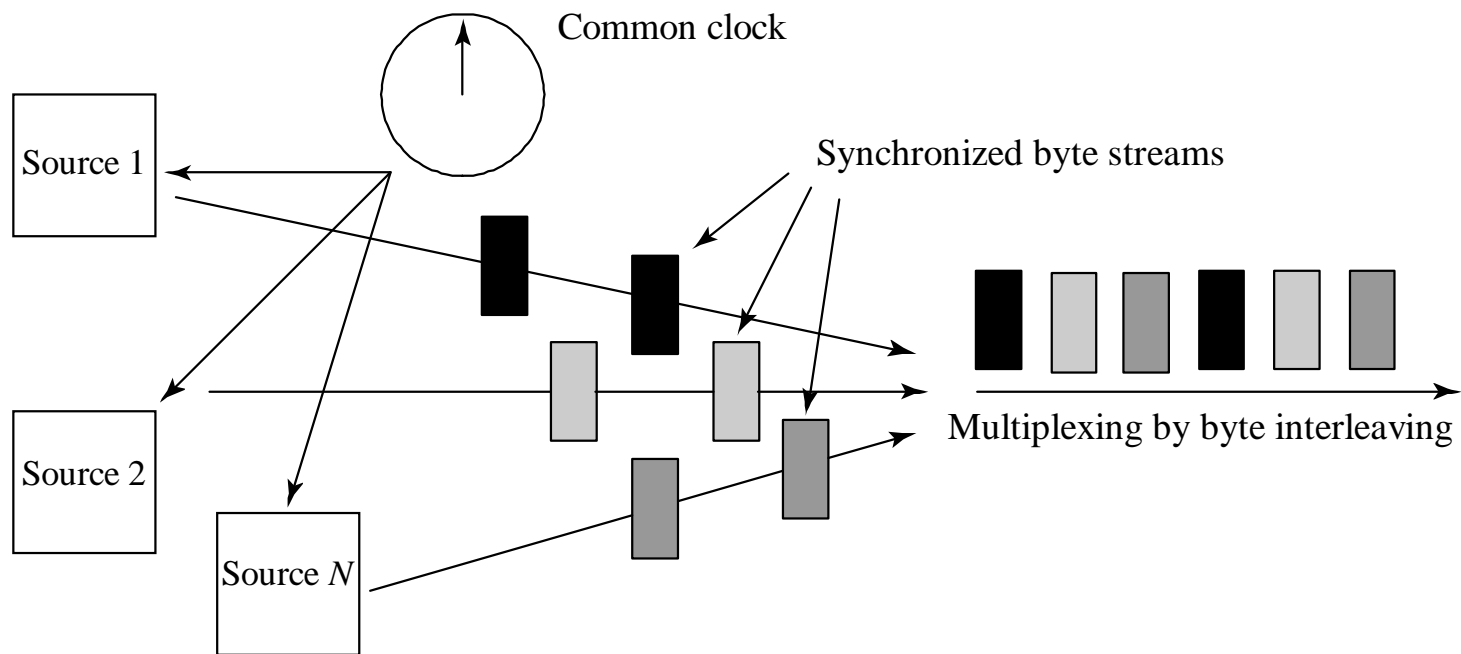 Common clock
Source 1
Synchronized byte streams
Multiplexing by byte interleaving
Source 2
Source N